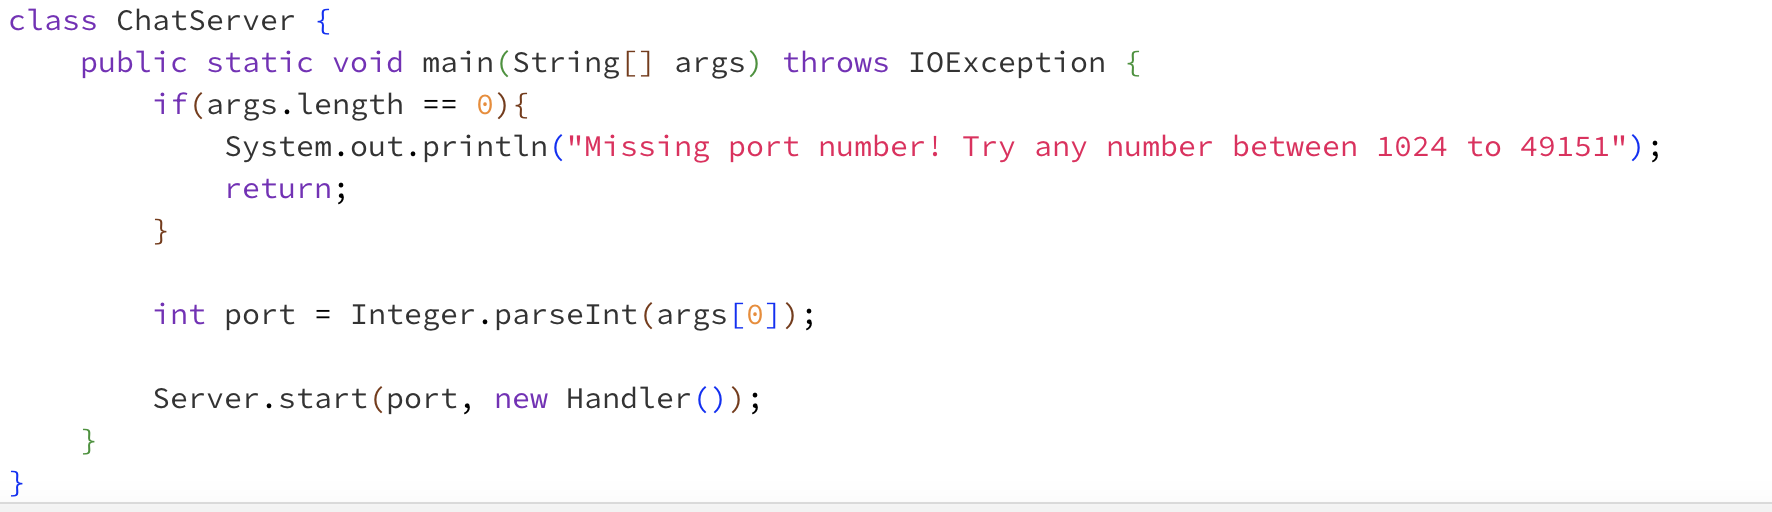 class ChatServer {
    public static void main(String[] args) throws IOException {
        if(args.length == 0){
            System.out.println("Missing port number! Try any number between 1024 to 49151");
            return;
        }

        int port = Integer.parseInt(args[0]);

        Server.start(port, new Handler());
    }
}